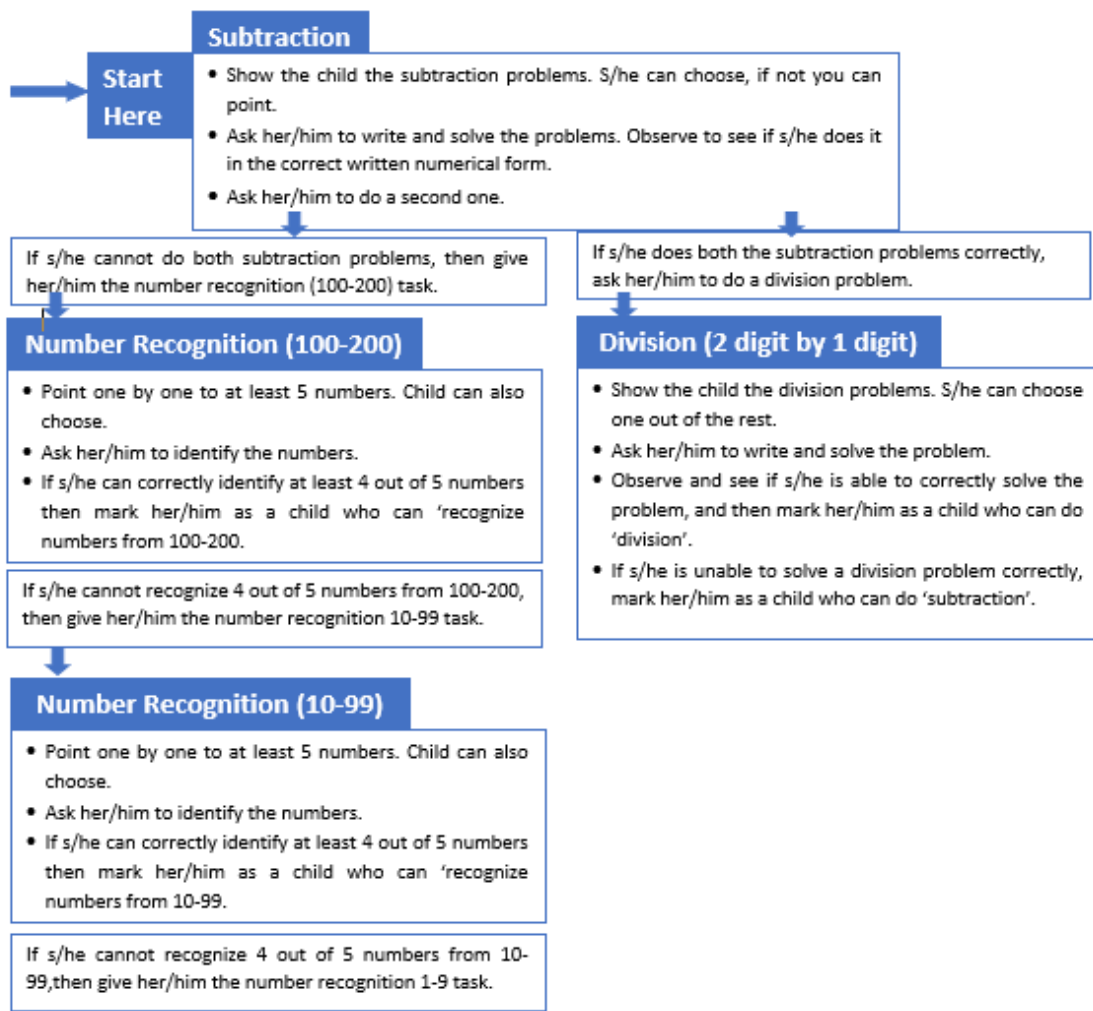 Subtraction
Start
Here
• Show the child the subtraction problems. S/he can choose, if not you can
point.
• Ask her/him to write and solve the problems. Observe to see if s/he does it
in the correct written numerical form.
• Ask her/him to do a second one.
If s/he cannot do both subtraction problems, then give
her/him the number recognition (100-200) task.
Number Recognition (100-200)
• Point one by one to at least 5 numbers. Child can also
choose.
• Ask her/him to identify the numbers.
• If s/he can correctly identify at least 4 out of 5 numbers
then mark her/him as a child who can ‘recognize
numbers from 100-200.
If s/he cannot recognize 4 out of 5 numbers from 100-200,
then give her/him the number recognition 10-99 task.
Number Recognition (10-99)
• Point one by one to at least 5 numbers. Child can also
choose.
• Ask her/him to identify the numbers.
• If s/he can correctly identify at least 4 out of 5 numbers
then mark her/him as a child who can ‘recognize
numbers from 10-99.
If s/he cannot recognize 4 out of 5 numbers from 10-
99,then give her/him the number recognition 1-9 task.
If s/he does both the subtraction problems correctly,
ask her/him to do a division problem.
Division (2 digit by 1 digit)
• Show the child the division problems. S/he can choose
one out of the rest.
• Ask her/him to write and solve the problem.
• Observe and see if s/he is able to correctly solve the
problem, and then mark her/him as a child who can do
‘division’.
• If s/he is unable to solve a division problem correctly,
mark her/him as a child who can do ‘subtraction’.